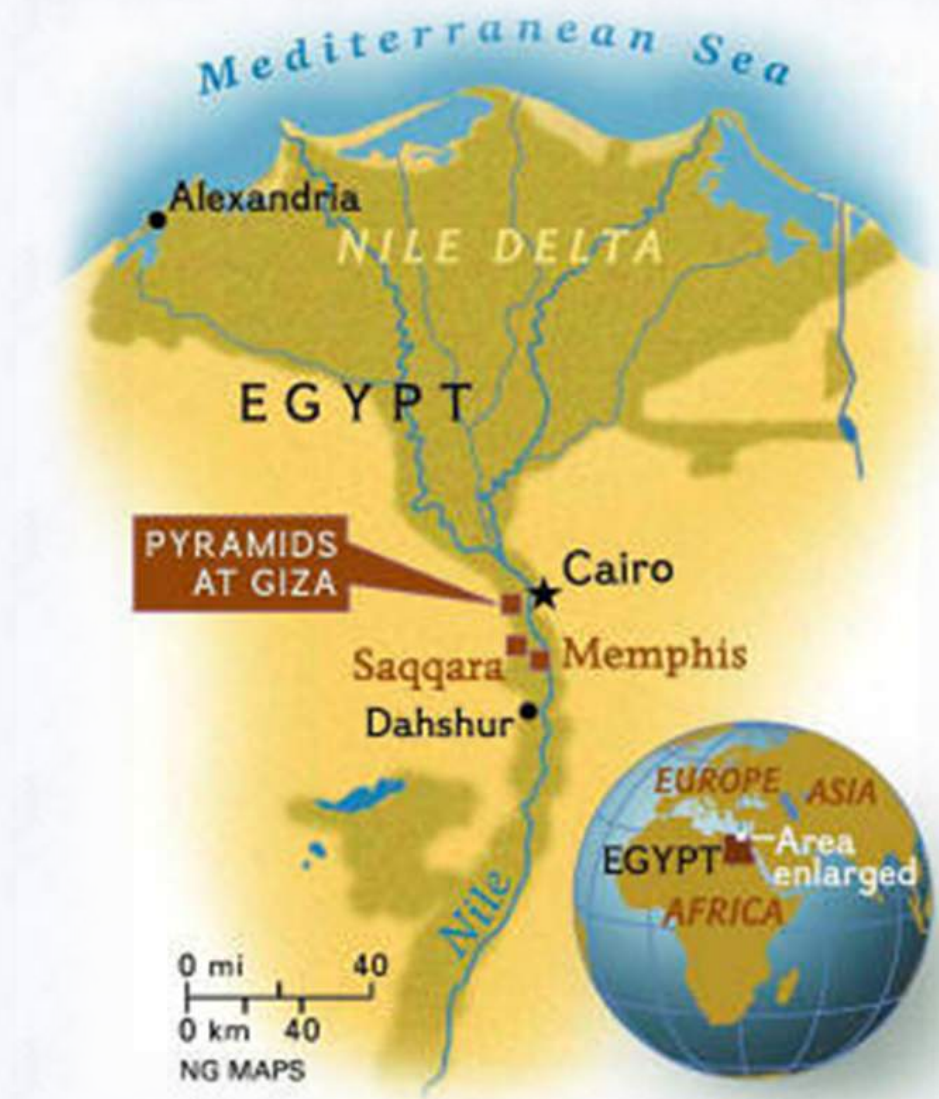 Mediterranean Sea
Alexandria
NILE DELTA
EGYPT
PYRAMIDS
AT GIZA
Cairo
Saqqara
Memphis
Dahshur
Nile
EUROPE
ASIA
EGYPT
Area
enlarged
AFRICA
0 mi 40
0 km 40
NG MAPS